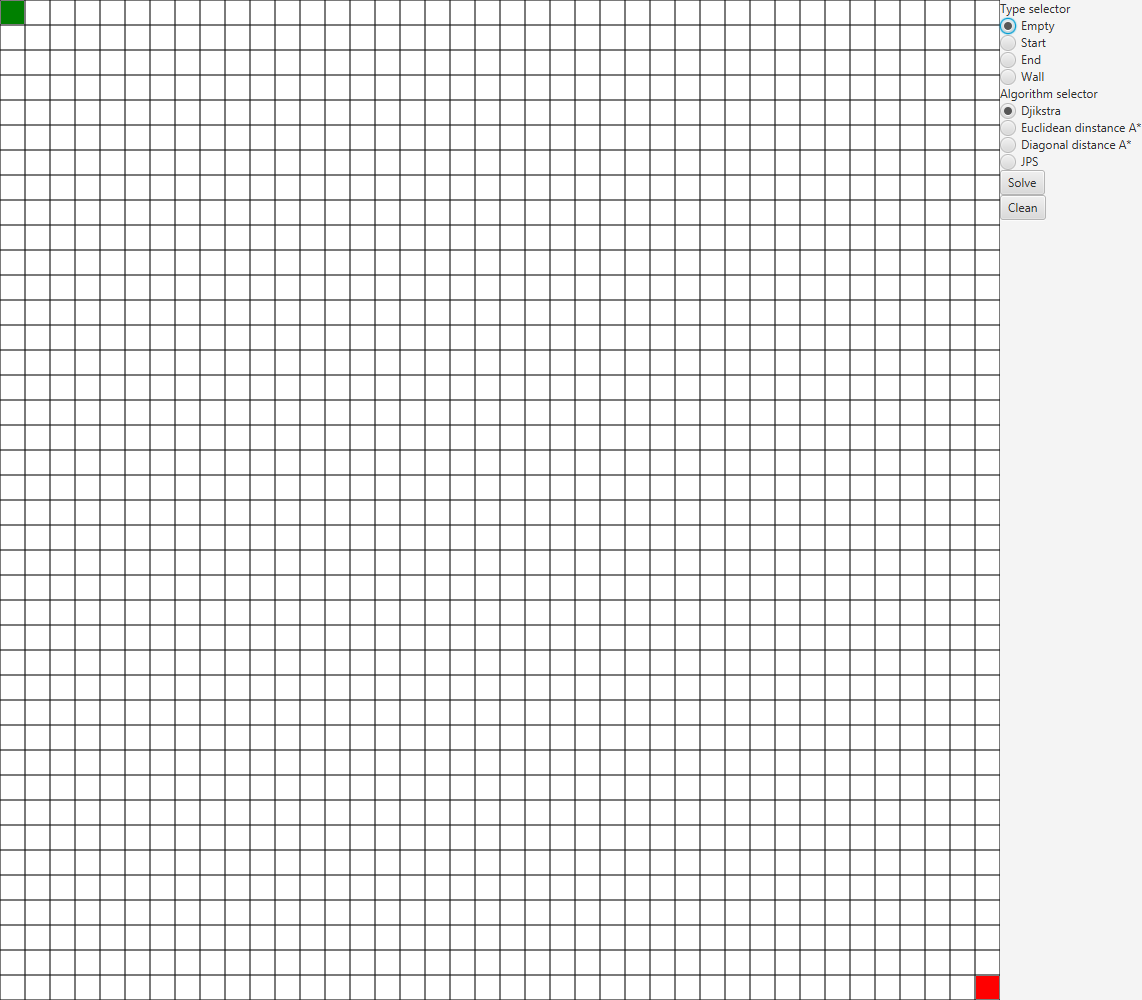 Type selector
Empty
Start
End
Wall
Algorithm selector
Djikstra
Euclidean dinstance A*
Diagonal distance A*
JPS
Solve
Clean